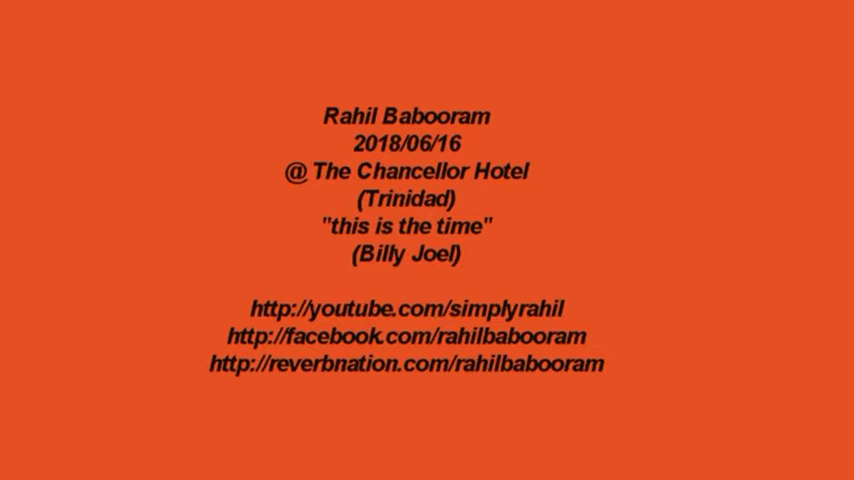 Rahil Babooram
2018/06/16
@ The Chancellor Hotel
(Trinidad)
"this is the time"
(Billy Joel)
http://youtube.com/simplyrahil
http://facebook.com/rahilbabooram
http://reverbnation.com/rahilbabooram